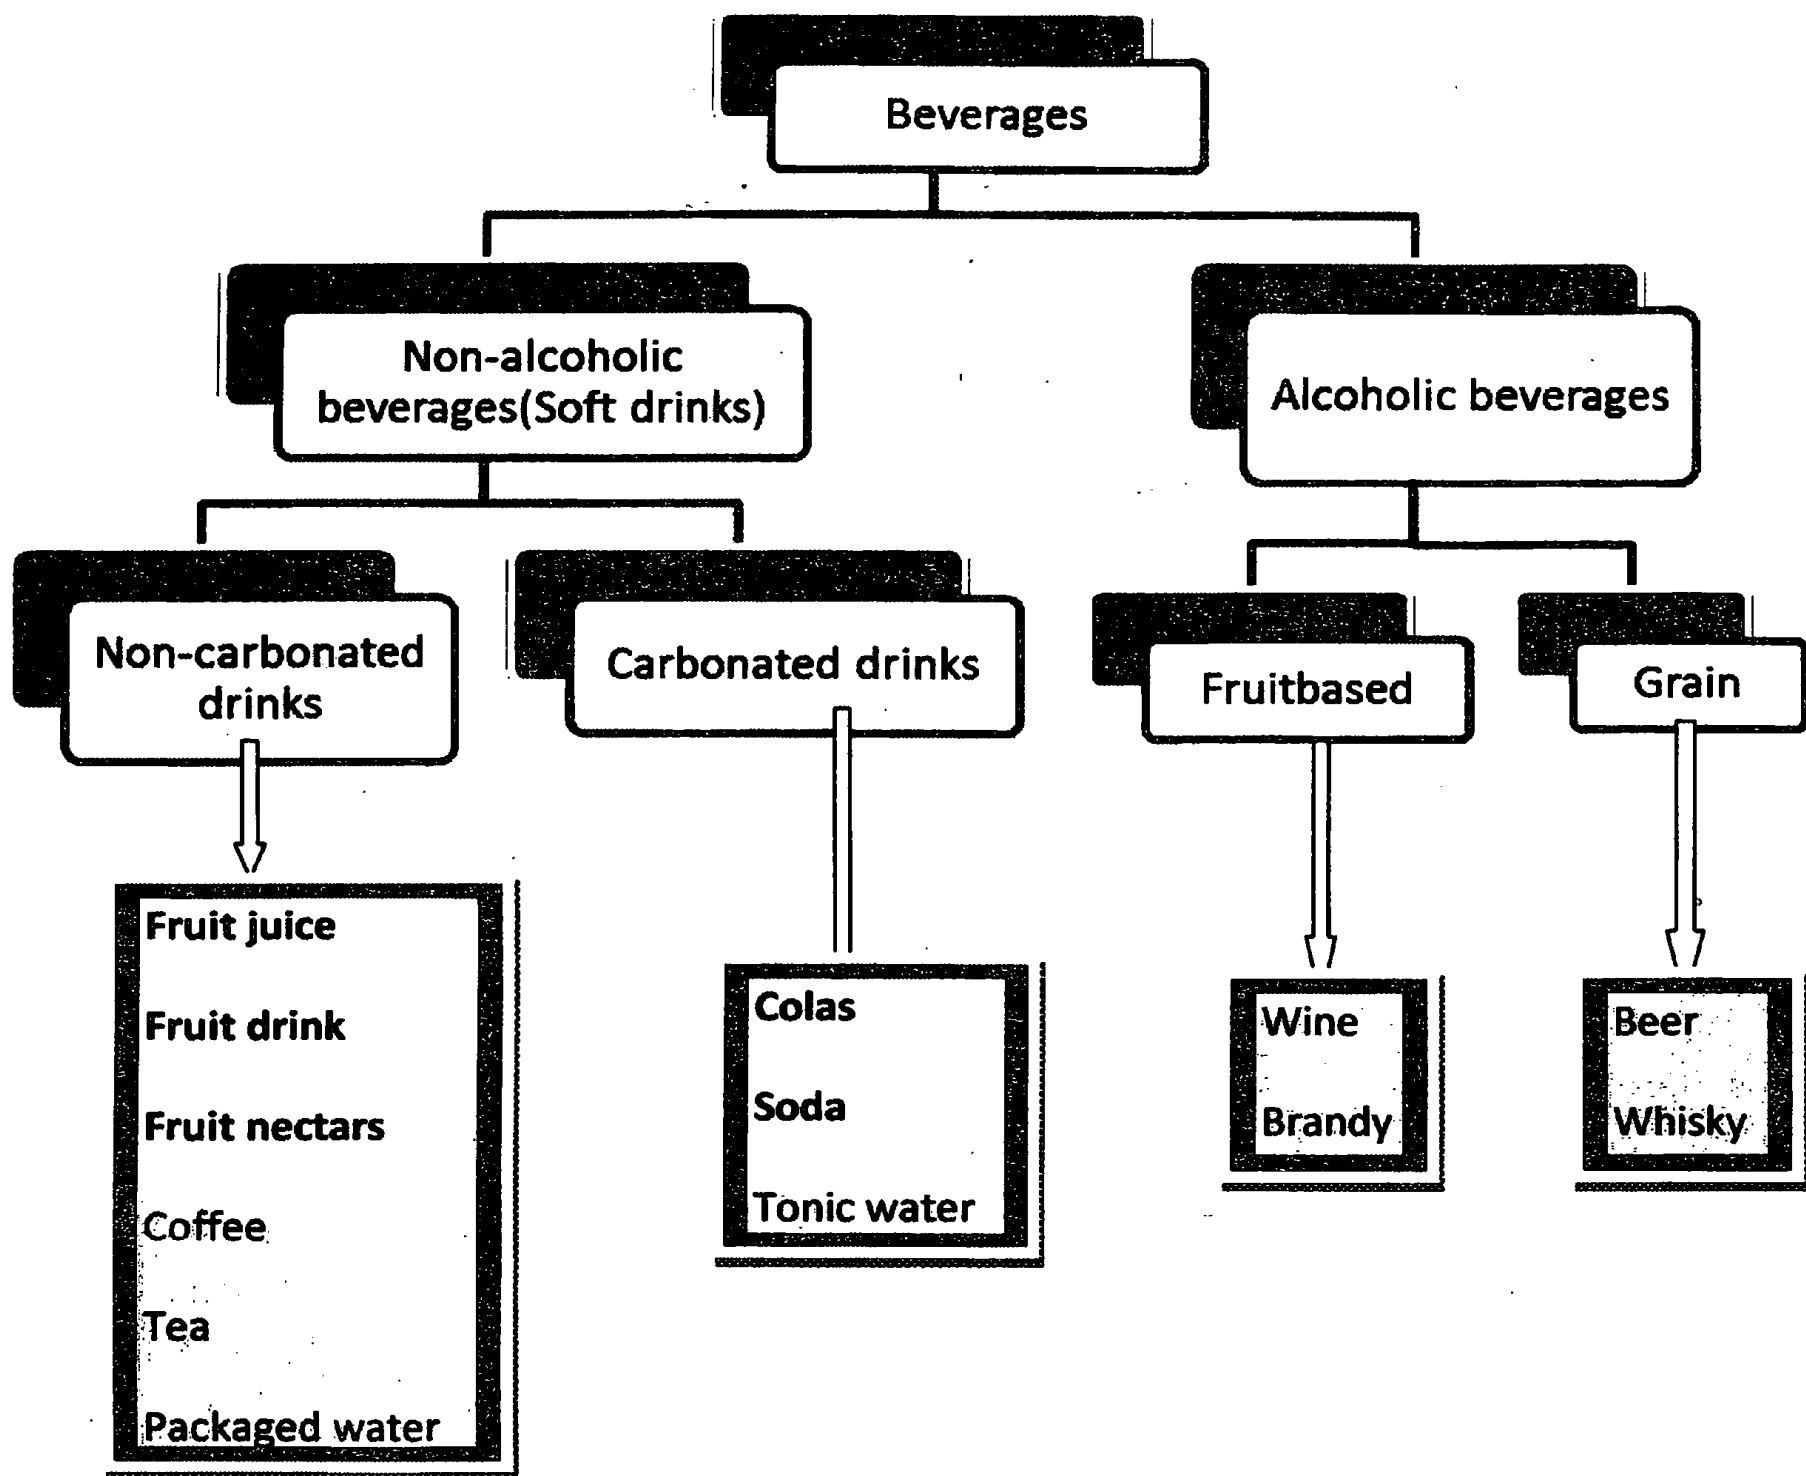 Beverages
Non-alcoholic
beverages(Soft drinks)
Alcoholic beverages
Non-carbonated
drinks
Carbonated drinks
Fruitbased
Grain
Fruit juice
Fruit drink
Fruit nectars
Coffee
Tea
Packaged water
Colas
Soda
Tonic water
Wine
Brandy
Beer
Whisky